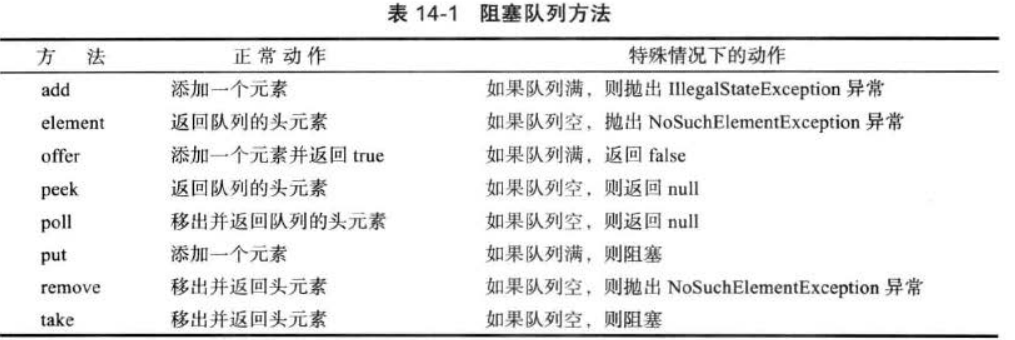 表 14-1 阻塞队列方法
方 法 正常动作 特殊情况下的动作
add 添加一个元素 如果队列满，则抛出 IllegalStateException 异常
element 返回队列的头元素 如果队列空，抛出 NoSuchElementException 异常
offer 添加一个元素并返回 true 如果队列满，返回 false
peek 返回队列的头元素 如果队列空，则返回 null
poll 移出并返回队列的头元素 如果队列空，则返回 null
put 添加一个元素 如果队列满，则阻塞
remove 移出并返回头元素 如果队列空，则抛出 NoSuchElementException 异常
take 移出并返回头元素 如果队列空，则阻塞